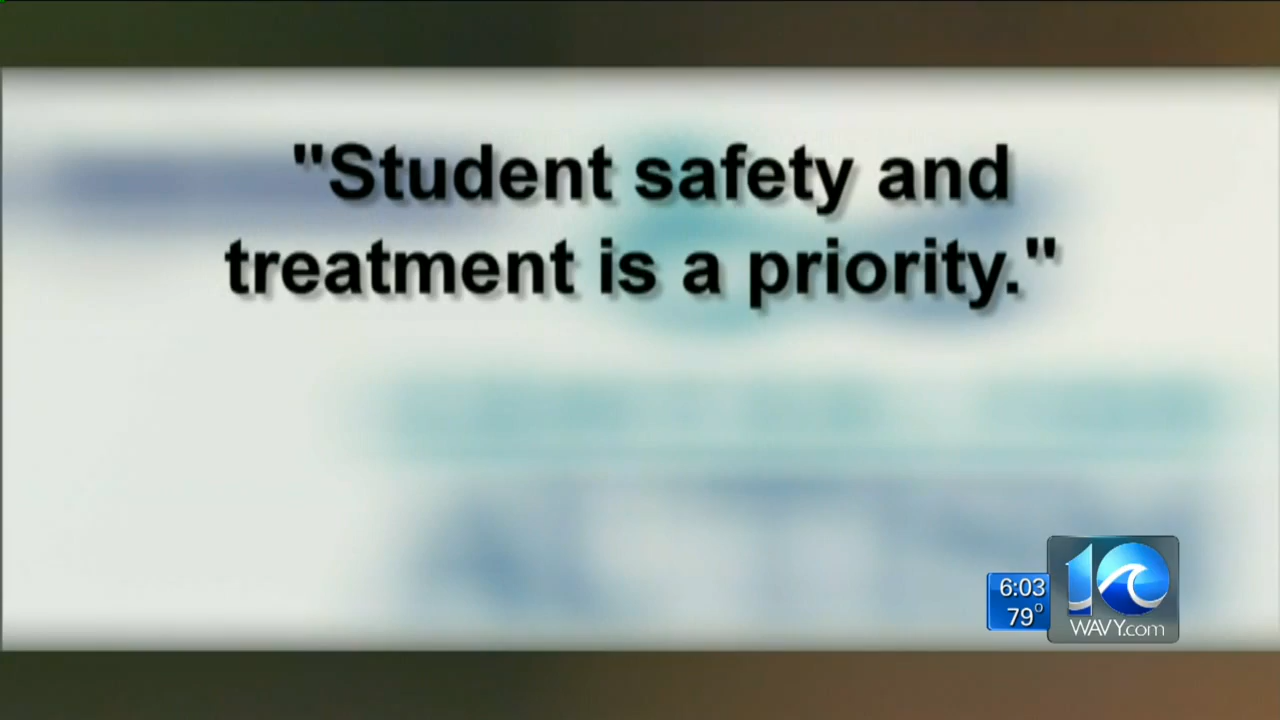 "Student safety and
treatment is a priority."
6:03
79°
10
WAVY.com